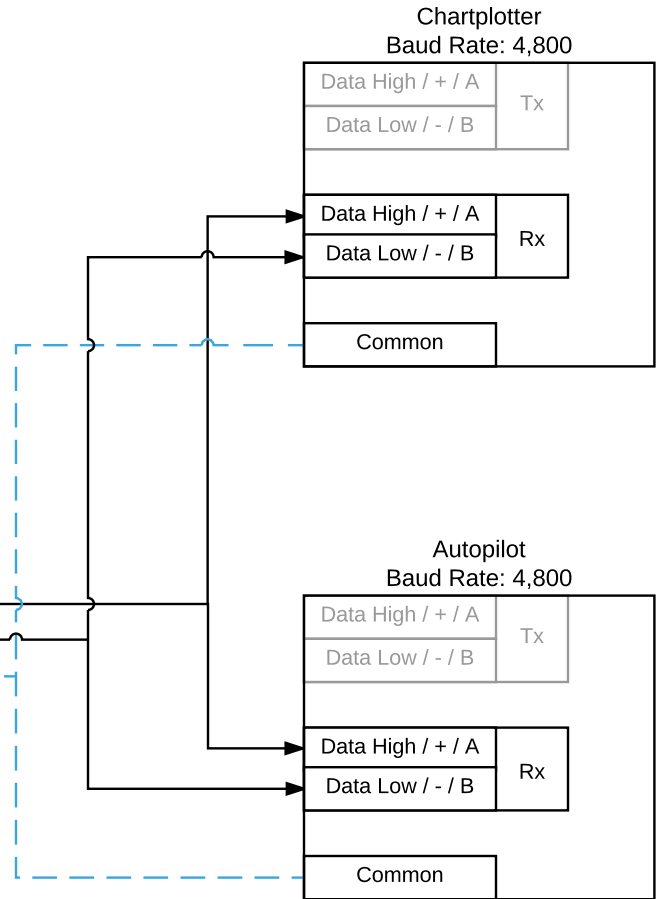 Chartplotter
Baud Rate: 4,800
Data High / + / A
Tx
Data Low / - / B
Data High / + / A
Rx
Data Low / - / B
Common
Autopilot
Baud Rate: 4,800
Data High / + / A
Tx
Data Low / - / B
Data High / + / A
Rx
Data Low / - / B
Common